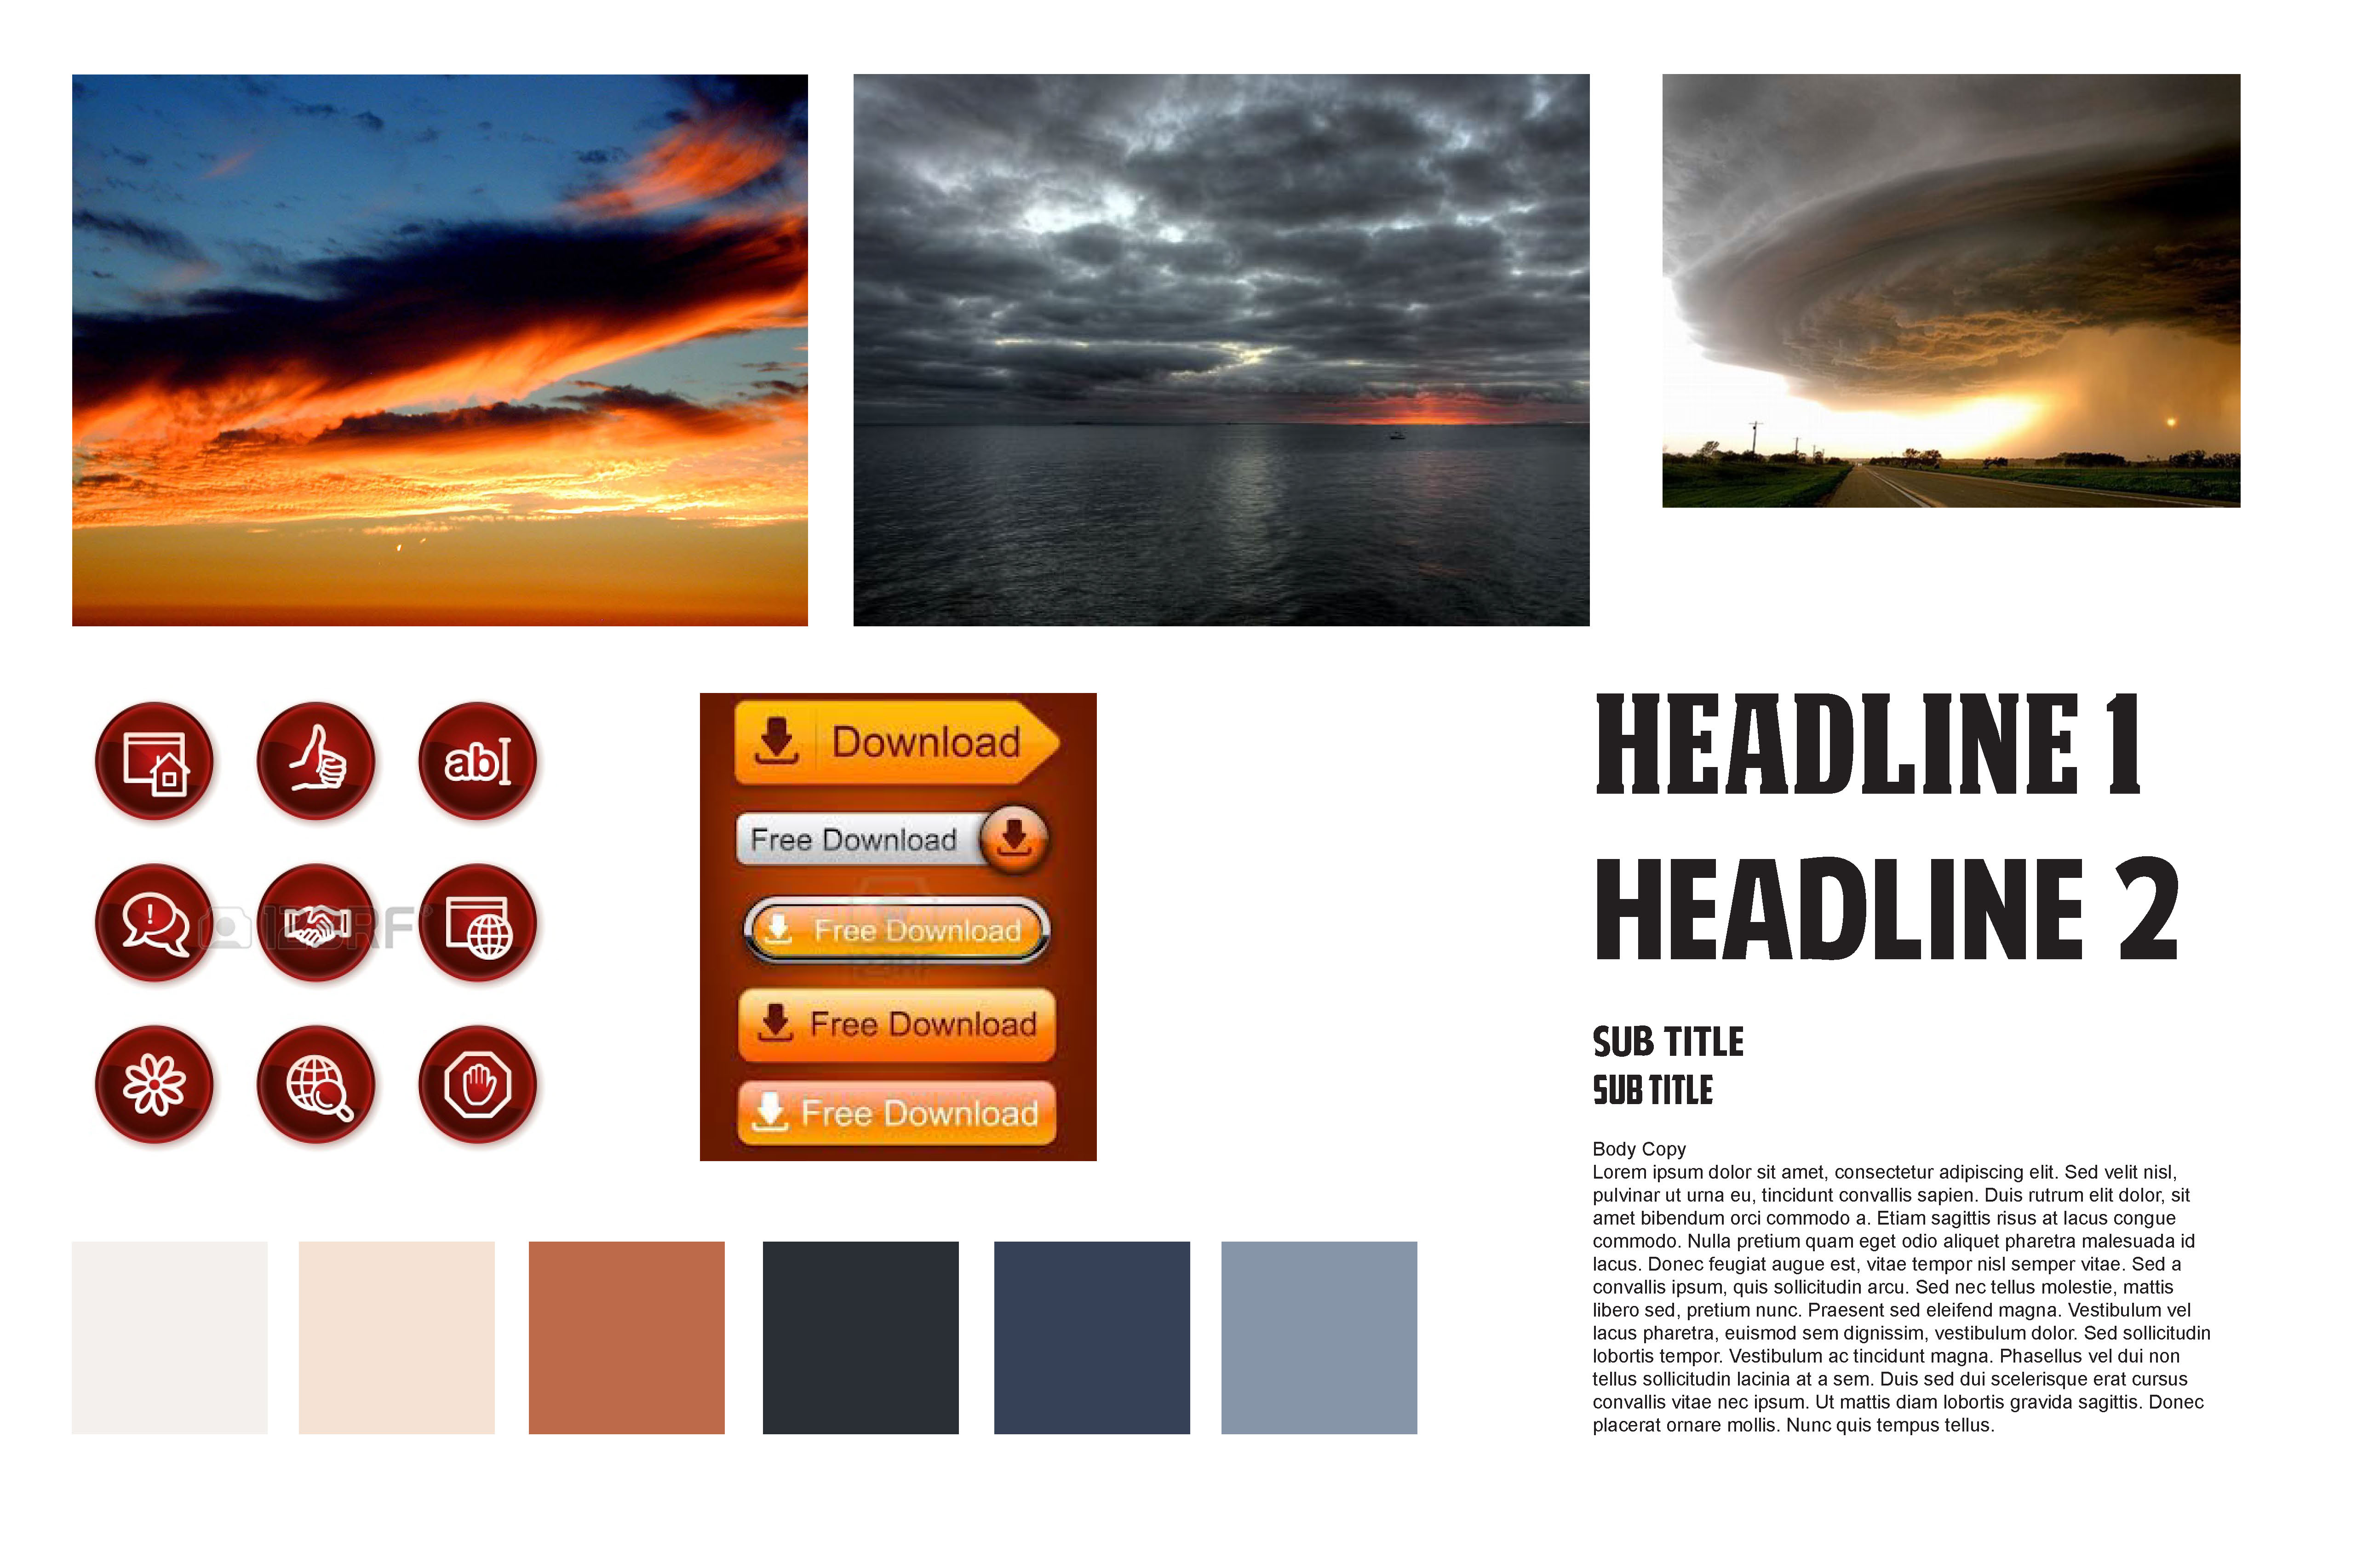 abI
123RF®
Download
Free Download
Free Download
Free Download
Free Download
HEADLINE 1
HEADLINE 2
SUB TITLE
SUB TITLE
Body Copy
Lorem ipsum dolor sit amet, consectetur adipiscing elit. Sed velit nisl,
pulvinar ut urna eu, tincidunt convallis sapien. Duis rutrum elit dolor, sit
amet bibendum orci commodo a. Etiam sagittis risus at lacus congue
commodo. Nulla pretium quam eget odio aliquet pharetra malesuada id
lacus. Donec feugiat augue est, vitae tempor nisl semper vitae. Sed a
convallis ipsum, quis sollicitudin arcu. Sed nec tellus molestie, mattis
libero sed, pretium nunc. Praesent sed eleifend magna. Vestibulum vel
lacus pharetra, euismod sem dignissim, vestibulum dolor. Sed sollicitudin
lobortis tempor. Vestibulum ac tincidunt magna. Phasellus vel dui non
tellus sollicitudin lacinia at a sem. Duis sed dui scelerisque erat cursus
convallis vitae nec ipsum. Ut mattis diam lobortis gravida sagittis. Donec
placerat ornare mollis. Nunc quis tempus tellus.